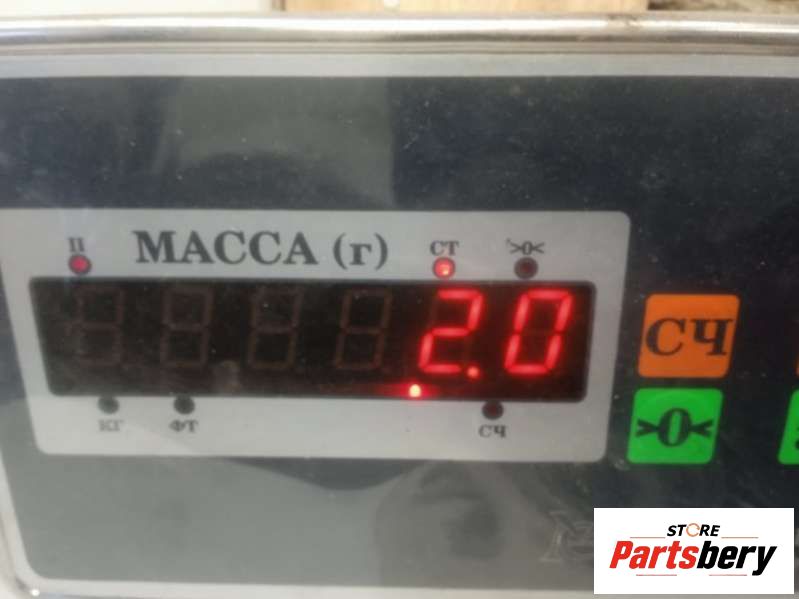 П МАССА (г) СТ >0<
2.0
КГ ФТ СЧ
СЧ
>0<
STORE
Partsbery